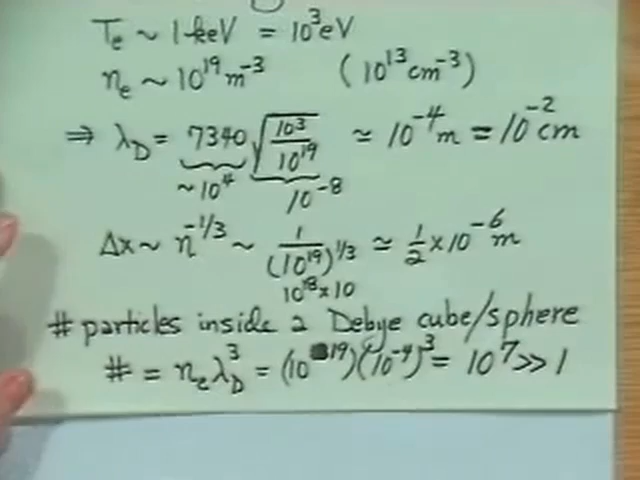 Te ~ 1 keV = 10³ eV
nₑ ~ 10¹⁹ m⁻³ (10¹³ cm⁻³)
⇒ λ_D = 7340 √(10³/10¹⁹) ≃ 10⁻⁴ m = 10⁻² cm
~10⁴ 10⁻⁸
Δx ~ n^(-1/3) ~ 1/(10¹⁹)^(1/3) ≃ 1/2 × 10⁻⁶ m
10¹⁸ × 10
# particles inside a Debye cube/sphere
# = nₑ λ_D³ = (10¹⁹)(10⁻⁴)³ = 10⁷ >> 1